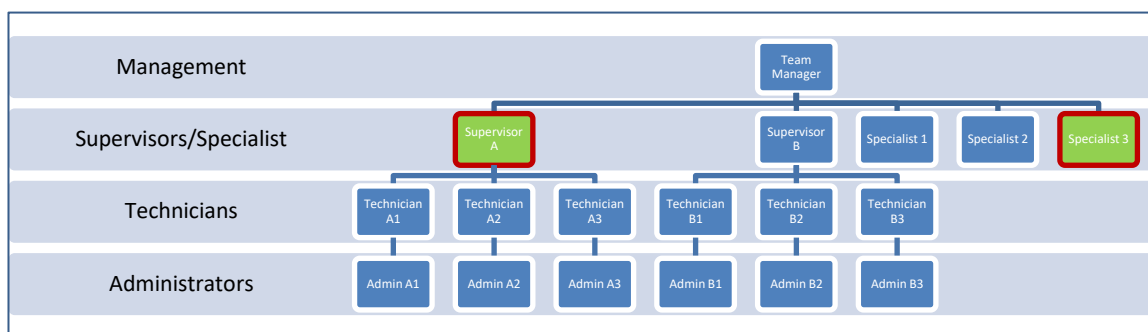 Management
Team
Manager
Supervisors/Specialist
Supervisor
A
Supervisor
B
Specialist 1
Specialist 2
Specialist 3
Technicians
Technician
A1
Technician
A2
Technician
A3
Technician
B1
Technician
B2
Technician
B3
Administrators
Admin A1
Admin A2
Admin A3
Admin B1
Admin B2
Admin B3